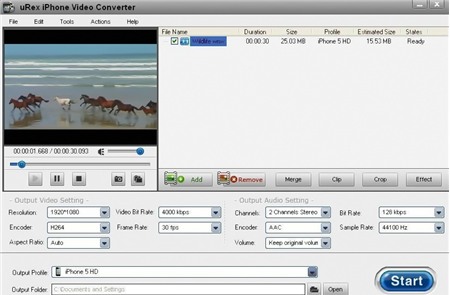 uRex iPhone Video Converter
File Edit Tools Actions Help
File Name Duration Size Profile Estimated Size States
Wildlife.wmv 00:00:30 25.03 MB iPhone 5 HD 15.53 MB Ready
00:00:01.668 / 00:00:30.093
Add Remove Merge Clip Crop Effect
Output Video Setting Output Audio Setting
Resolution: 1920*1080 Video Bit Rate: 4000 kbps Channels: 2 Channels Stereo Bit Rate: 128 kbps
Encoder H264 Frame Rate: 30 fps Encoder: AAC Sample Rate: 44100 Hz
Aspect Ratio: Auto Volume: Keep original volun
Output Profile: iPhone 5 HD
Output Folder: C:\Documents and Settings\ Open
Start